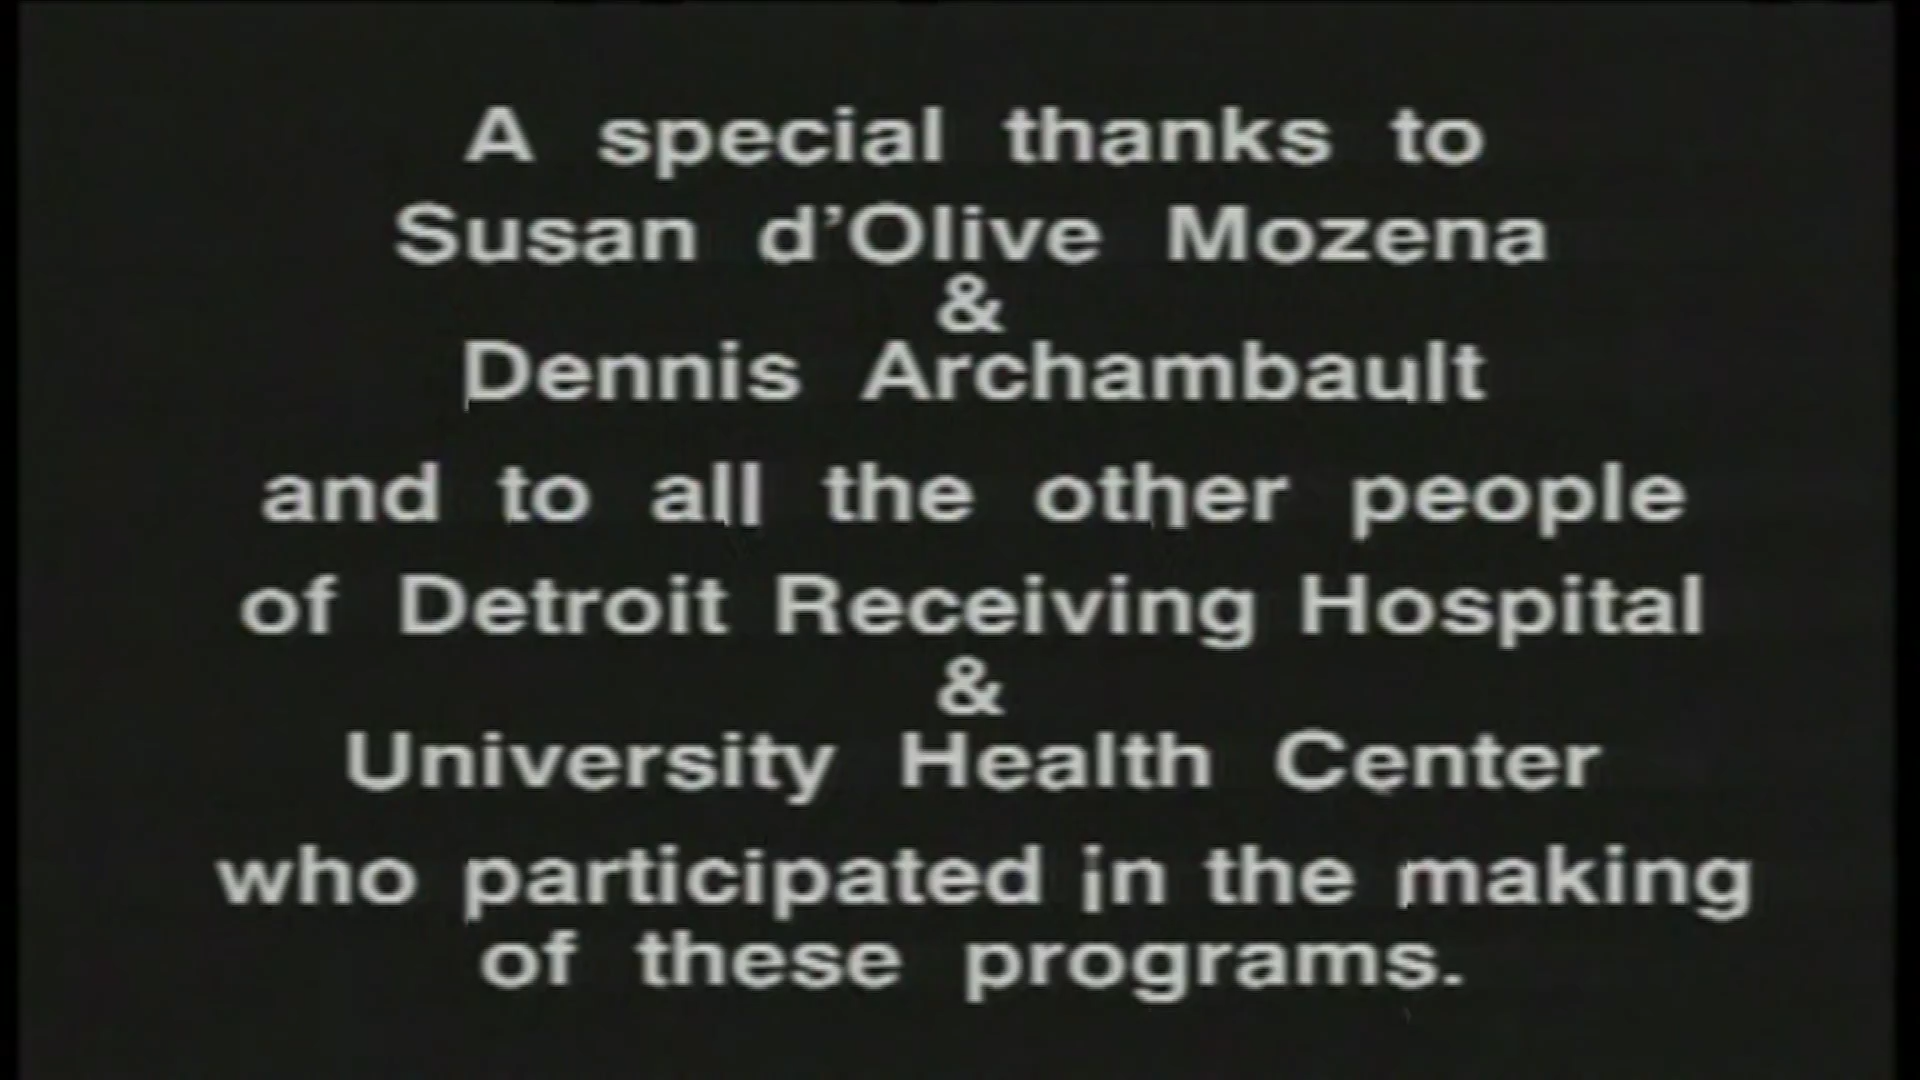 A special thanks to
Susan d'Olive Mozena
&
Dennis Archambault
and to all the other people
of Detroit Receiving Hospital
&
University Health Center
who participated in the making
of these programs.